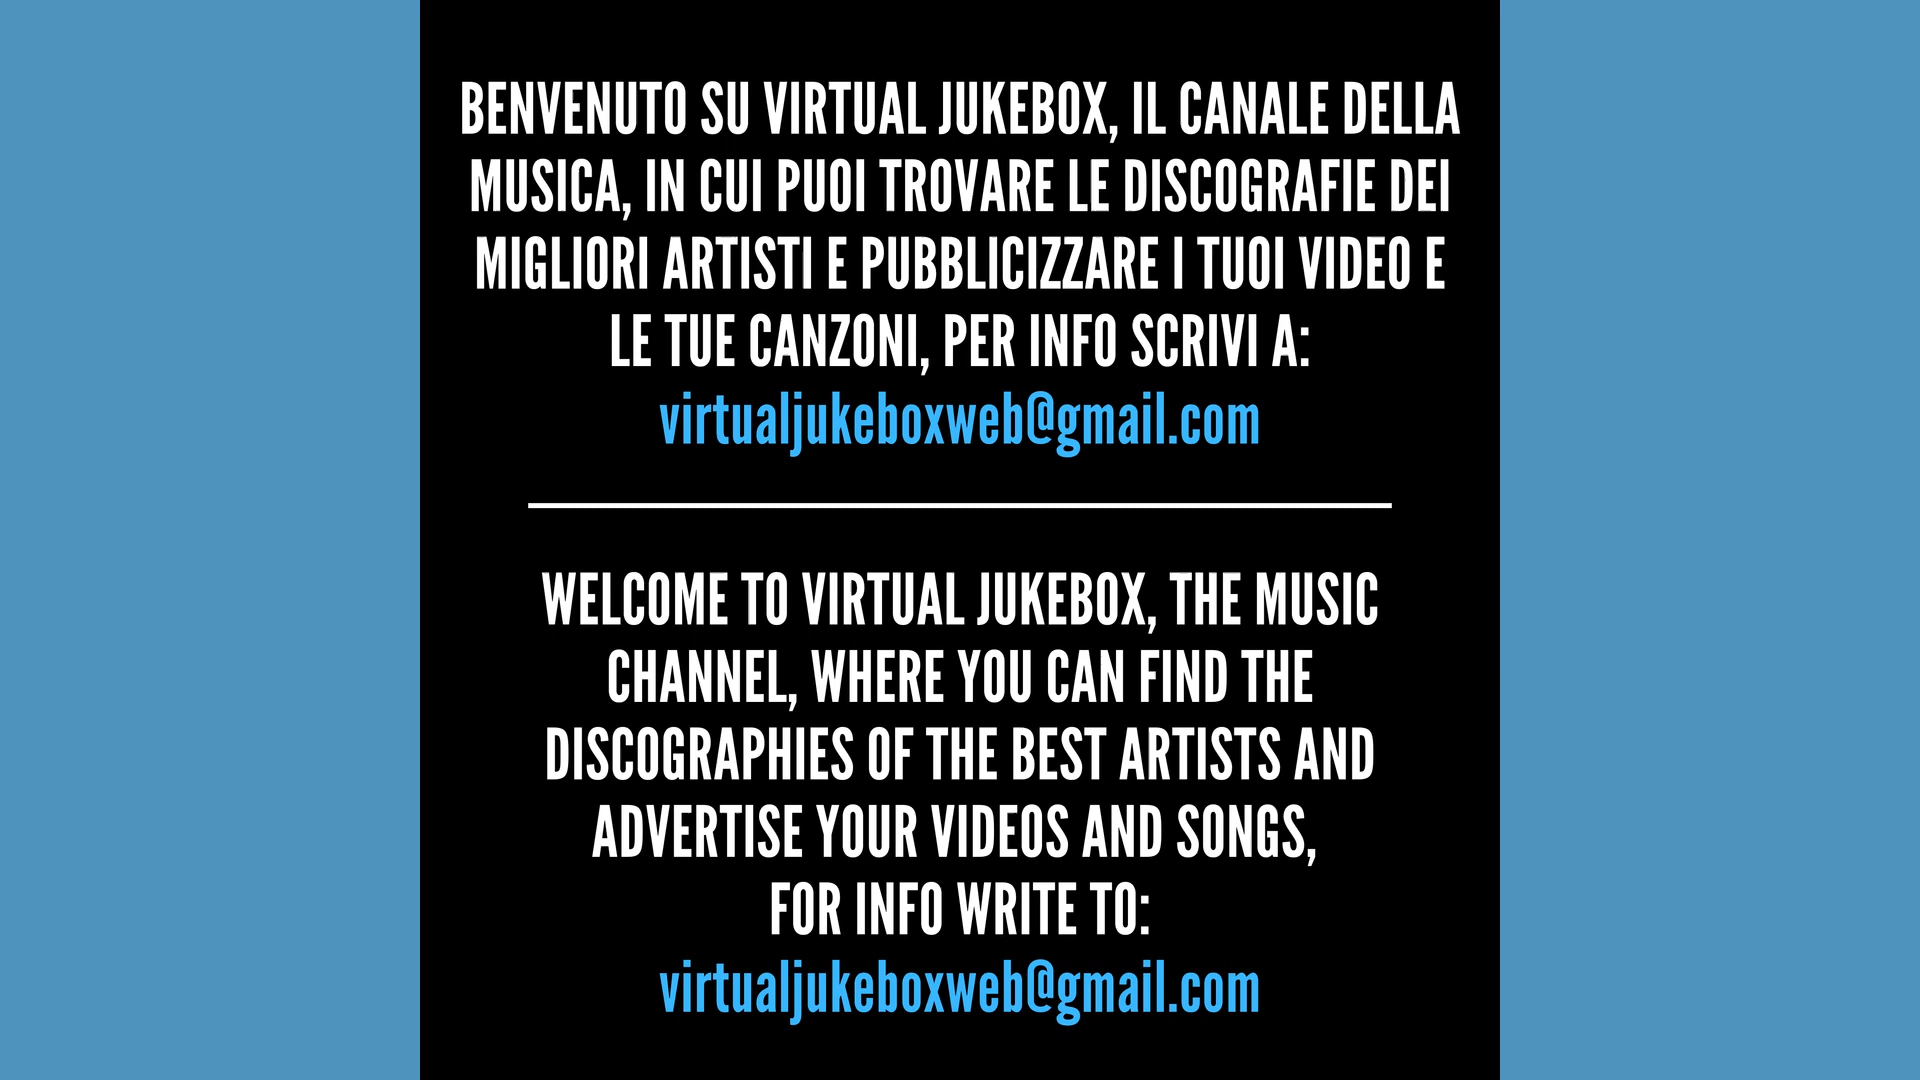 BENVENUTO SU VIRTUAL JUKEBOX, IL CANALE DELLA
MUSICA, IN CUI PUOI TROVARE LE DISCOGRAFIE DEI
MIGLIORI ARTISTI E PUBBLICIZZARE I TUOI VIDEO E
LE TUE CANZONI, PER INFO SCRIVI A:
virtualjukeboxweb@gmail.com
WELCOME TO VIRTUAL JUKEBOX, THE MUSIC
CHANNEL, WHERE YOU CAN FIND THE
DISCOGRAPHIES OF THE BEST ARTISTS AND
ADVERTISE YOUR VIDEOS AND SONGS,
FOR INFO WRITE TO:
virtualjukeboxweb@gmail.com